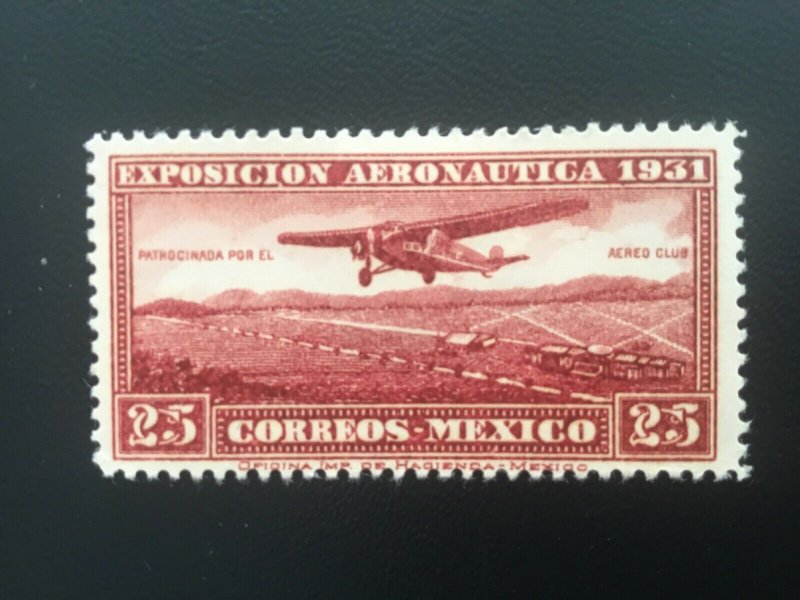 EXPOSICION AERONAUTICA 1931
PATROCINADA POR EL AEREO CLUB
25 CORREOS-MEXICO 25
OFICINA IMP. DE HACIENDA-MEXICO